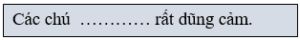 Các chú ………… rất dũng cảm.